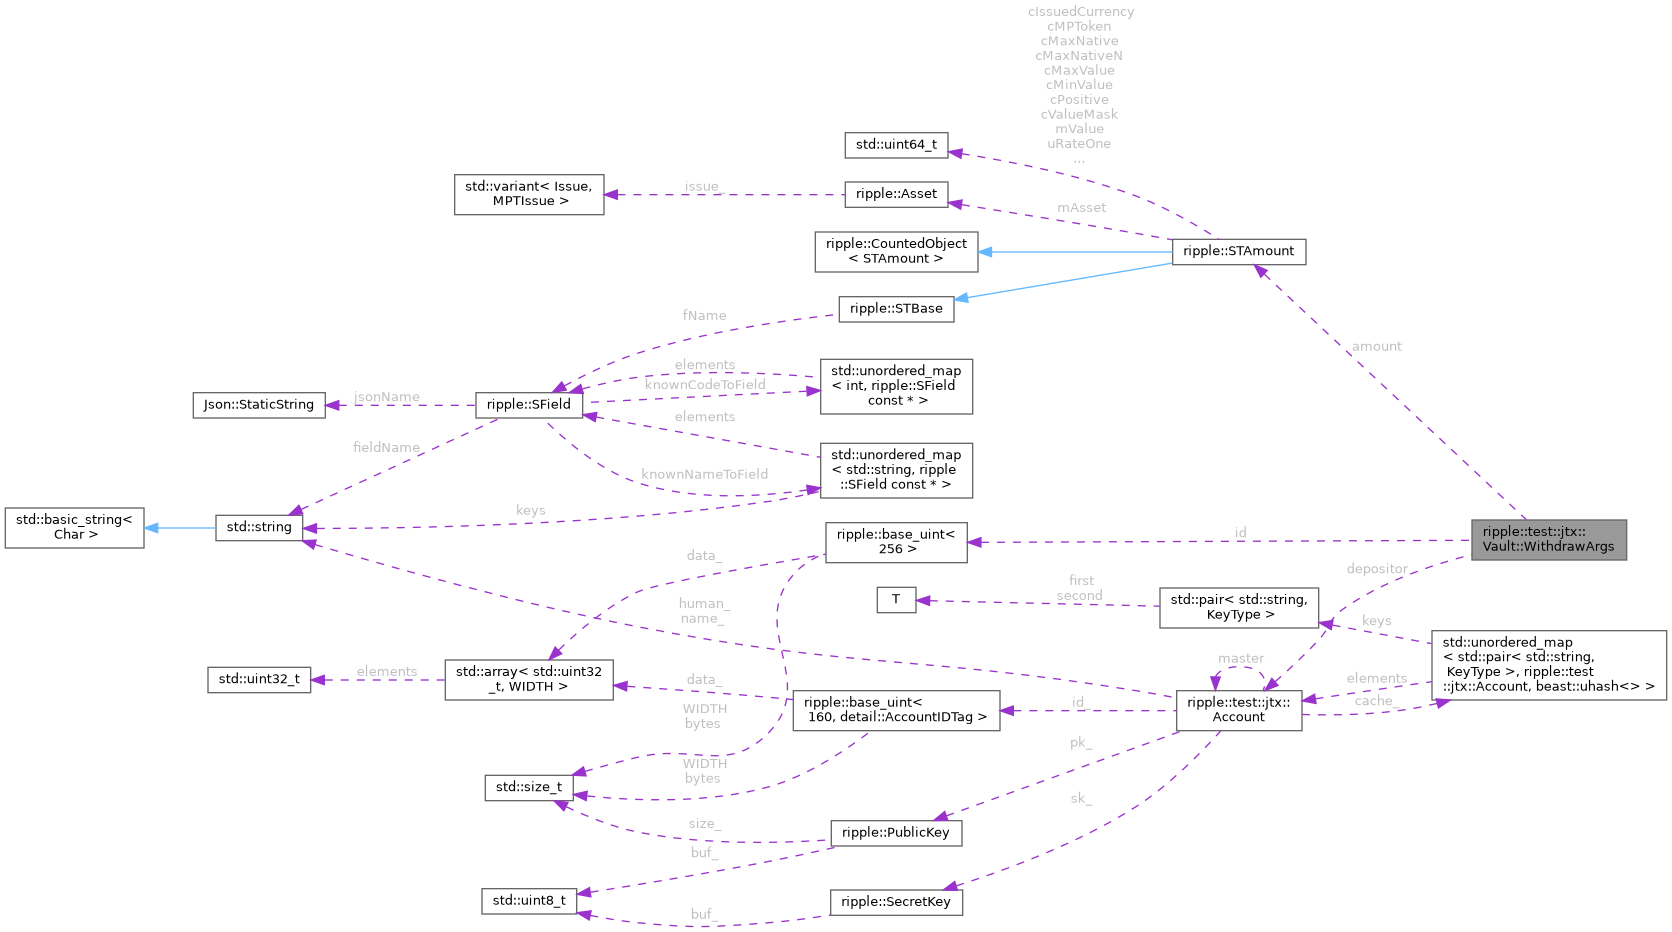 cIssuedCurrency
cMPToken
cMaxNative
cMaxNativeN
cMaxValue
cMinValue
cPositive
cValueMask
mValue
uRateOne
...
std::uint64_t
std::variant< Issue,
MPTIssue >
issue_
ripple::Asset
mAsset
ripple::CountedObject
< STAmount >
ripple::STAmount
ripple::STBase
fName
amount
elements
knownCodeToField
std::unordered_map
< int, ripple::SField
const * >
Json::StaticString
jsonName
ripple::SField
elements
fieldName
knownNameToField
std::unordered_map
< std::string, ripple
::SField const * >
keys
std::basic_string<
Char >
std::string
ripple::base_uint<
256 >
id
ripple::test::jtx::
Vault::WithdrawArgs
data_
depositor
T
first
second
std::pair< std::string,
KeyType >
keys
human_
name_
std::unordered_map
< std::pair< std::string,
KeyType >, ripple::test
::jtx::Account, beast::uhash<> >
master
std::uint32_t
elements
std::array< std::uint32
_t, WIDTH >
data_
elements
cache_
WIDTH
bytes
ripple::base_uint<
160, detail::AccountIDTag >
id_
ripple::test::jtx::
Account
pk_
WIDTH
bytes
std::size_t
sk_
size_
ripple::PublicKey
buf_
std::uint8_t
ripple::SecretKey
buf_